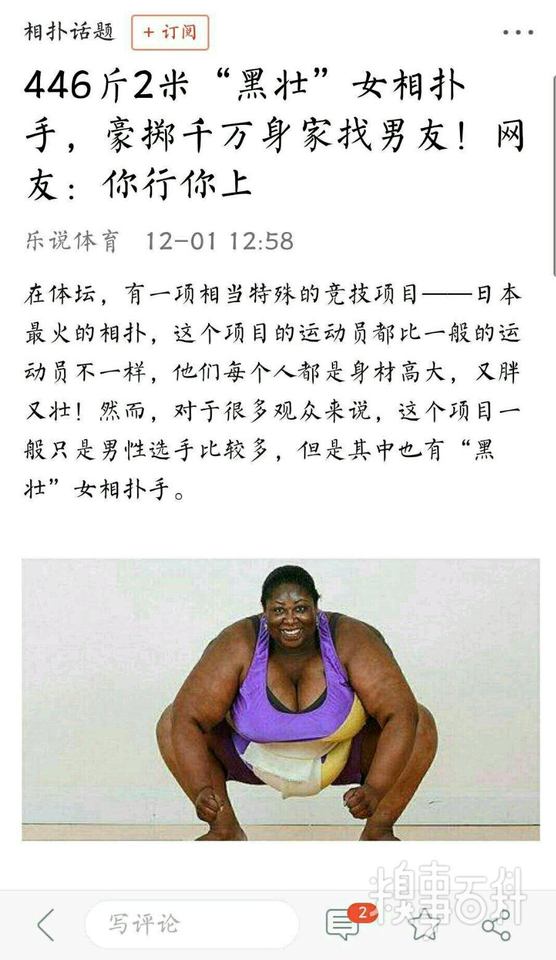 相扑话题
+ 订阅
446斤2米“黑壮”女相扑
手，豪掷千万身家找男友！网
友：你行你上
乐说体育 12-01 12:58
在体坛，有一项相当特殊的竞技项目——日本
最火的相扑，这个项目的运动员都比一般的运
动员不一样，他们每个人都是身材高大，又胖
又壮！然而，对于很多观众来说，这个项目一
般只是男性选手比较多，但是其中也有“黑
壮”女相扑手。
写评论
2
糗事百科